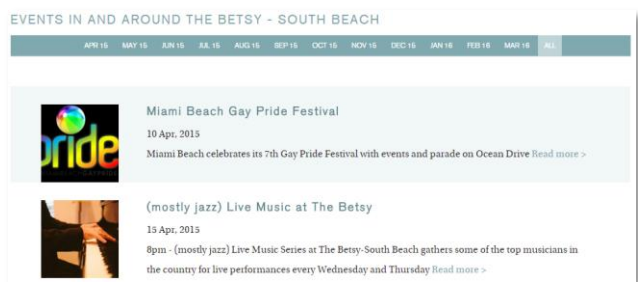 EVENTS IN AND AROUND THE BETSY - SOUTH BEACH
APR 15 MAY 15 JUN 15 JUL 15 AUG 15 SEP 15 OCT 15 NOV 15 DEC 15 JAN 16 FEB 16 MAR 16 ALL
Miami Beach Gay Pride Festival
10 Apr, 2015
Miami Beach celebrates its 7th Gay Pride Festival with events and parade on Ocean Drive Read more >
pride
(mostly jazz) Live Music at The Betsy
15 Apr, 2015
8pm - (mostly jazz) Live Music Series at The Betsy-South Beach gathers some of the top musicians in
the country for live performances every Wednesday and Thursday Read more >